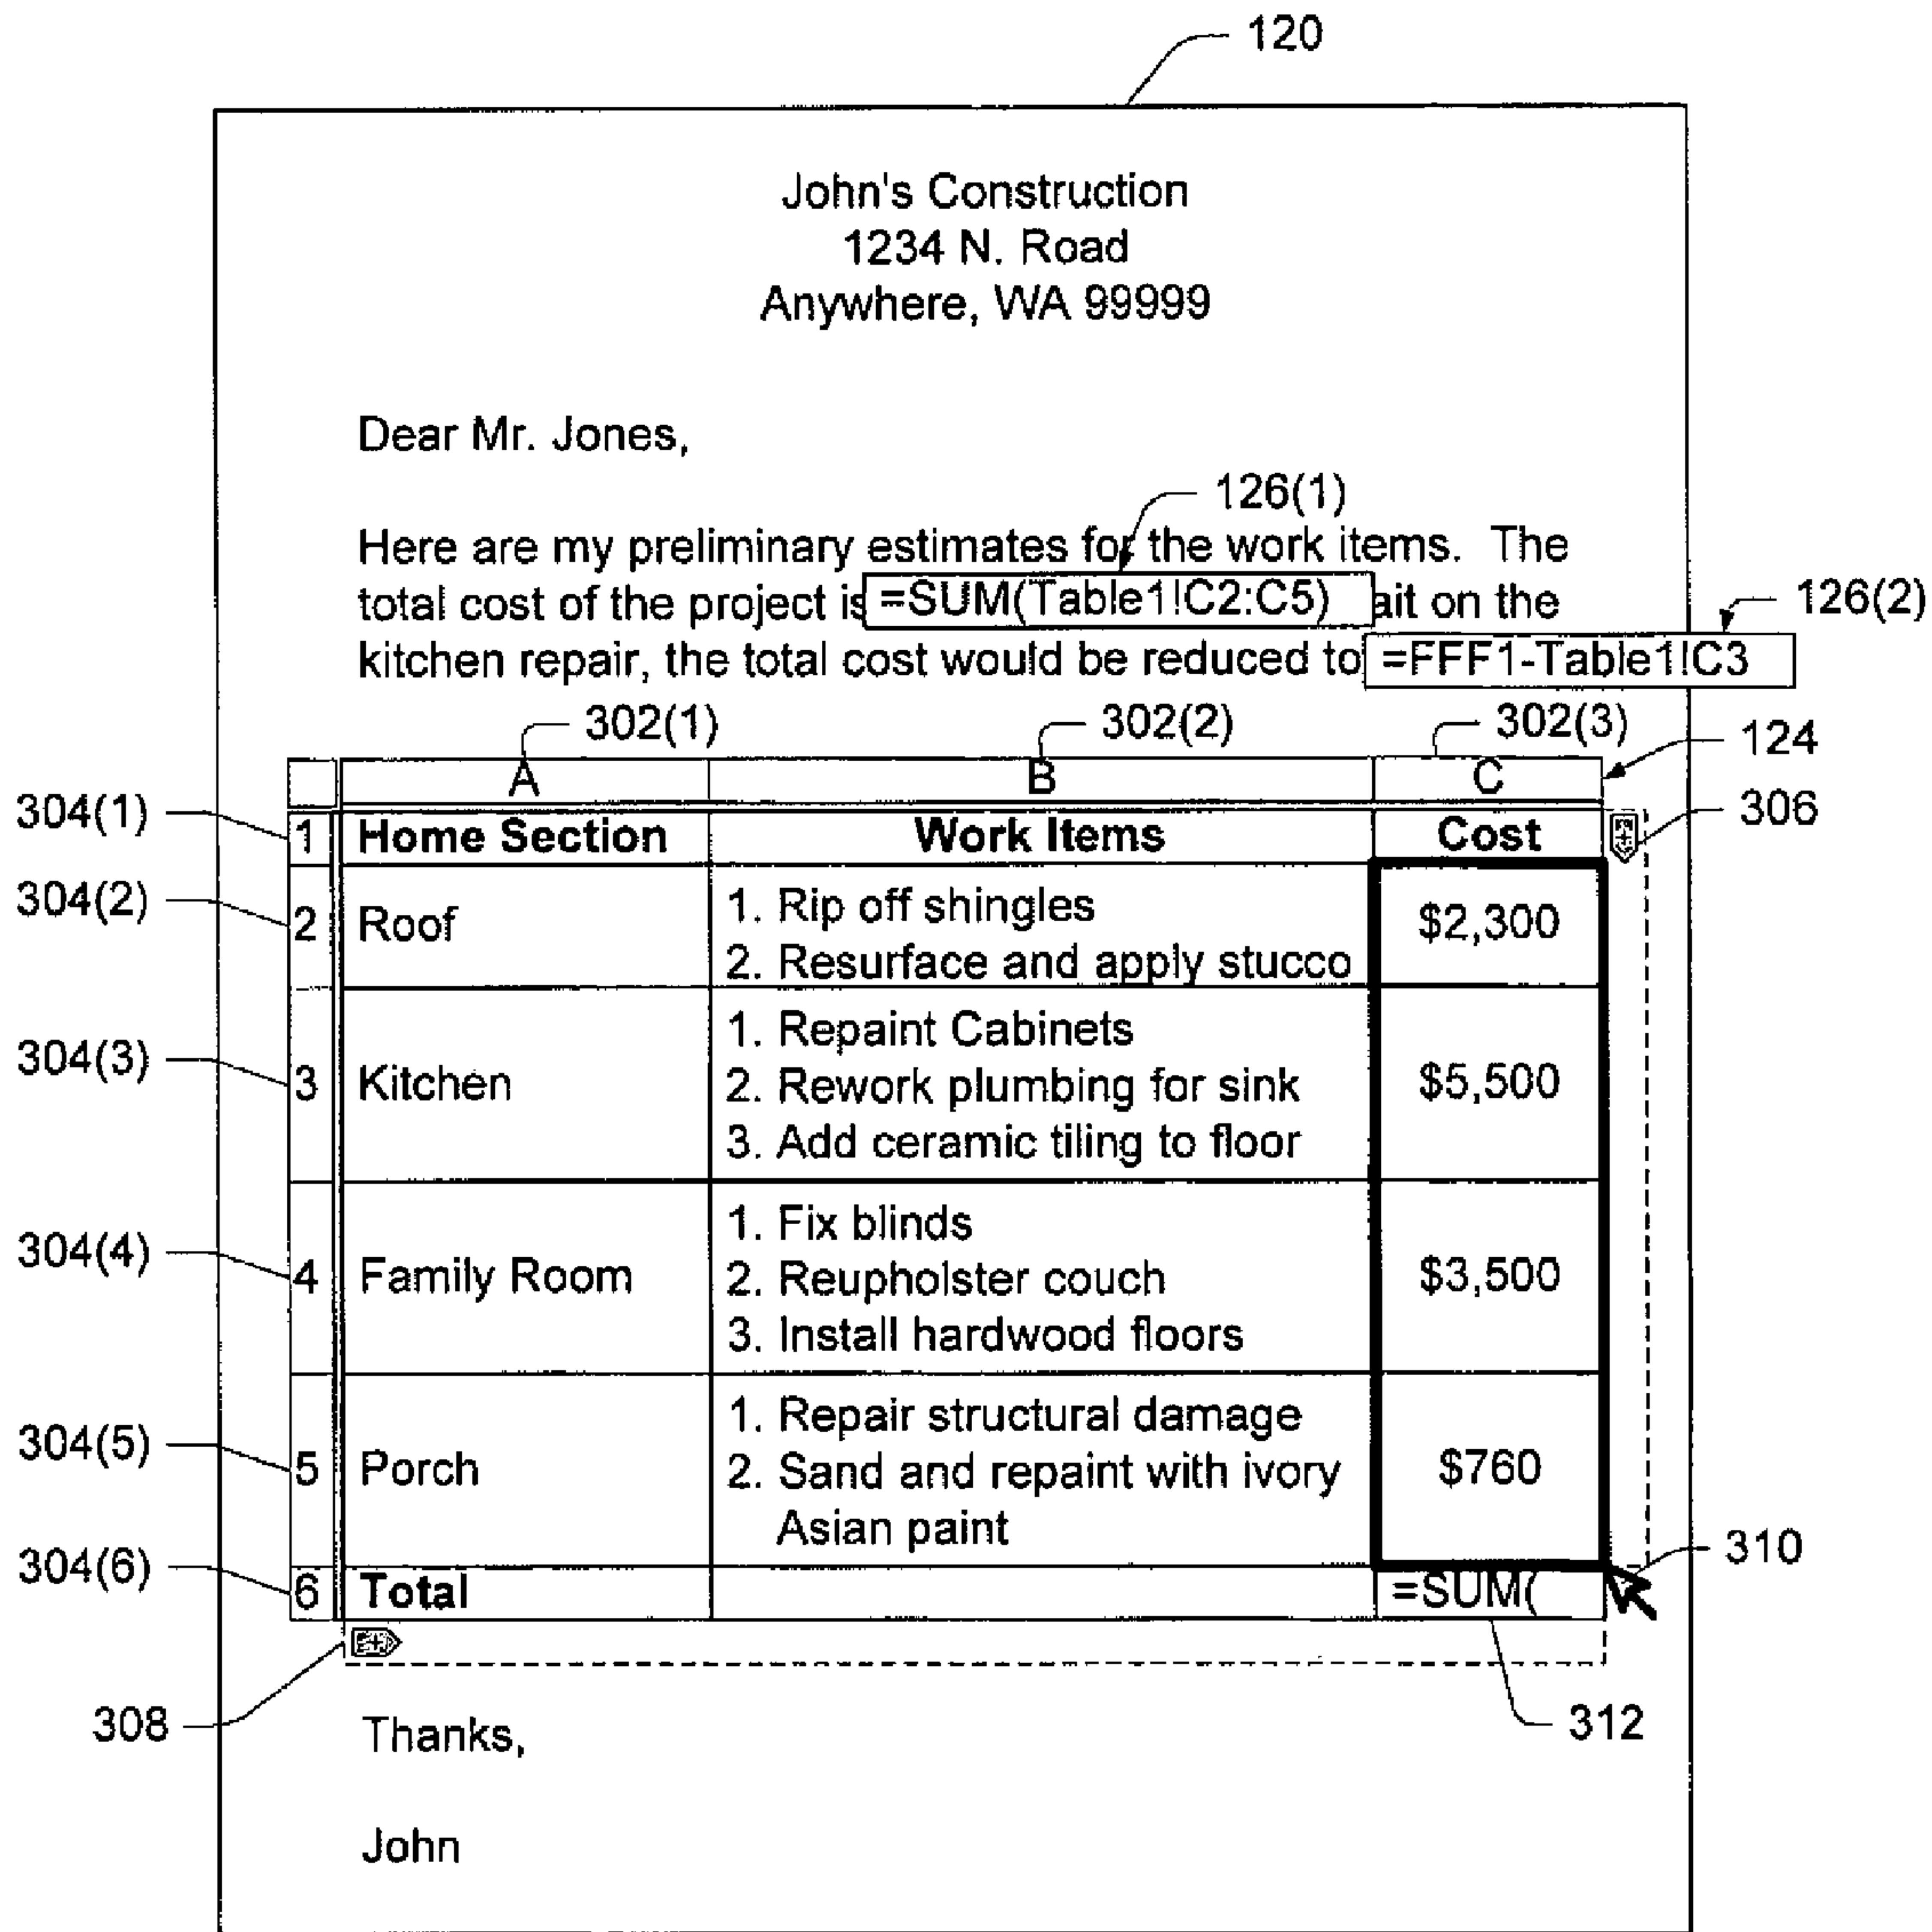 120
John's Construction
1234 N. Road
Anywhere, WA 99999
Dear Mr. Jones,
126(1)
Here are my preliminary estimates for the work items. The
total cost of the project is =SUM(Table1!C2:C5) ait on the
126(2)
kitchen repair, the total cost would be reduced to =FFF1-Table1!C3
302(1) 302(2) 302(3)
124
A B C
304(1) 306
1 Home Section Work Items Cost
304(2)
2 Roof 1. Rip off shingles $2,300
2. Resurface and apply stucco
304(3)
3 Kitchen 1. Repaint Cabinets $5,500
2. Rework plumbing for sink
3. Add ceramic tiling to floor
304(4)
4 Family Room 1. Fix blinds $3,500
2. Reupholster couch
3. Install hardwood floors
304(5)
5 Porch 1. Repair structural damage $760
2. Sand and repaint with ivory
Asian paint
304(6) 310
6 Total =SUM(
308 312
Thanks,
John